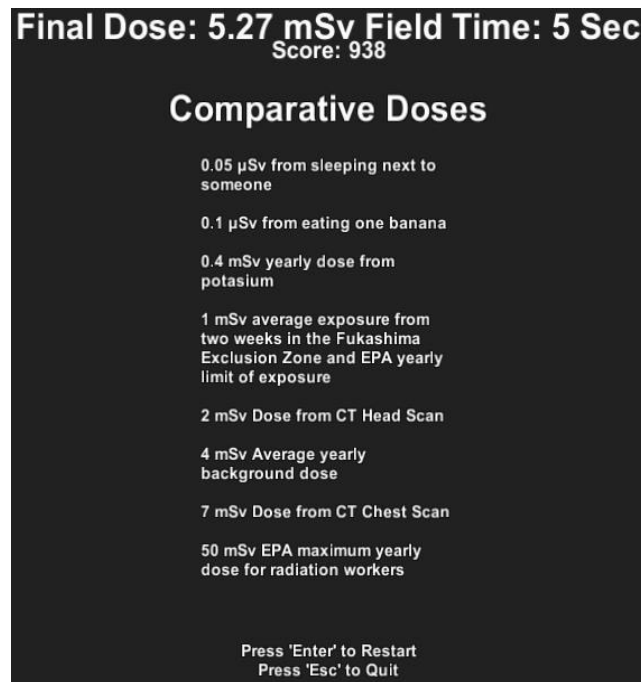 Final Dose: 5.27 mSv Field Time: 5 Sec
Score: 938
Comparative Doses
0.05 µSv from sleeping next to
someone
0.1 µSv from eating one banana
0.4 mSv yearly dose from
potasium
1 mSv average exposure from
two weeks in the Fukashima
Exclusion Zone and EPA yearly
limit of exposure
2 mSv Dose from CT Head Scan
4 mSv Average yearly
background dose
7 mSv Dose from CT Chest Scan
50 mSv EPA maximum yearly
dose for radiation workers
Press 'Enter' to Restart
Press 'Esc' to Quit